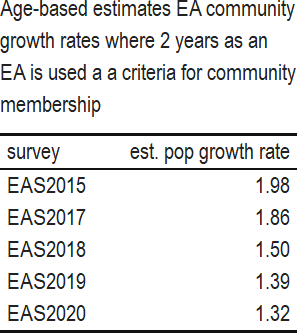 Age-based estimates EA community
growth rates where 2 years as an
EA is used a a criteria for community
membership
survey est. pop growth rate
EAS2015 1.98
EAS2017 1.86
EAS2018 1.50
EAS2019 1.39
EAS2020 1.32